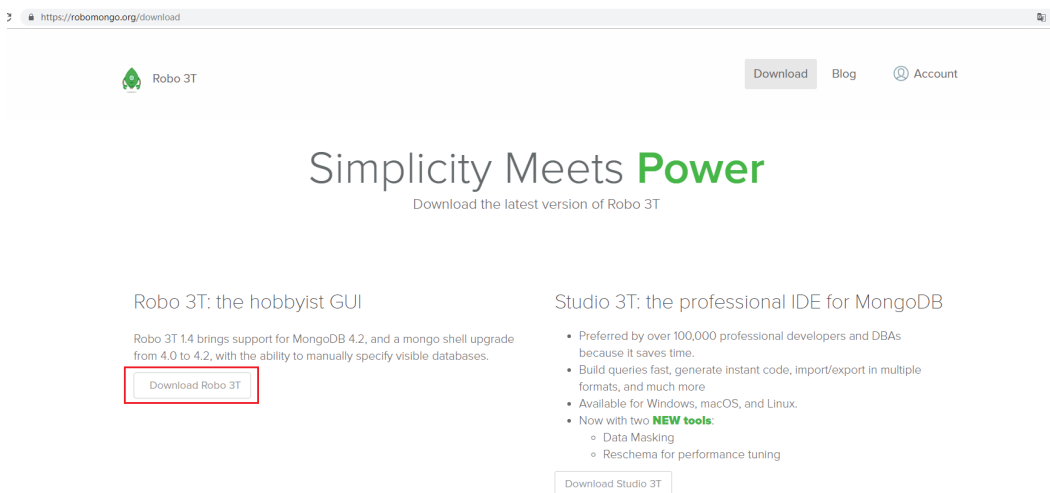 https://robomongo.org/download
Robo 3T
Download
Blog
Account
Simplicity Meets Power
Download the latest version of Robo 3T
Robo 3T: the hobbyist GUI
Robo 3T 1.4 brings support for MongoDB 4.2, and a mongo shell upgrade
from 4.0 to 4.2, with the ability to manually specify visible databases.
Download Robo 3T
Studio 3T: the professional IDE for MongoDB
Preferred by over 100,000 professional developers and DBAs
because it saves time.
Build queries fast, generate instant code, import/export in multiple
formats, and much more
Available for Windows, macOS, and Linux.
Now with two NEW tools:
Data Masking
Reschema for performance tuning
Download Studio 3T